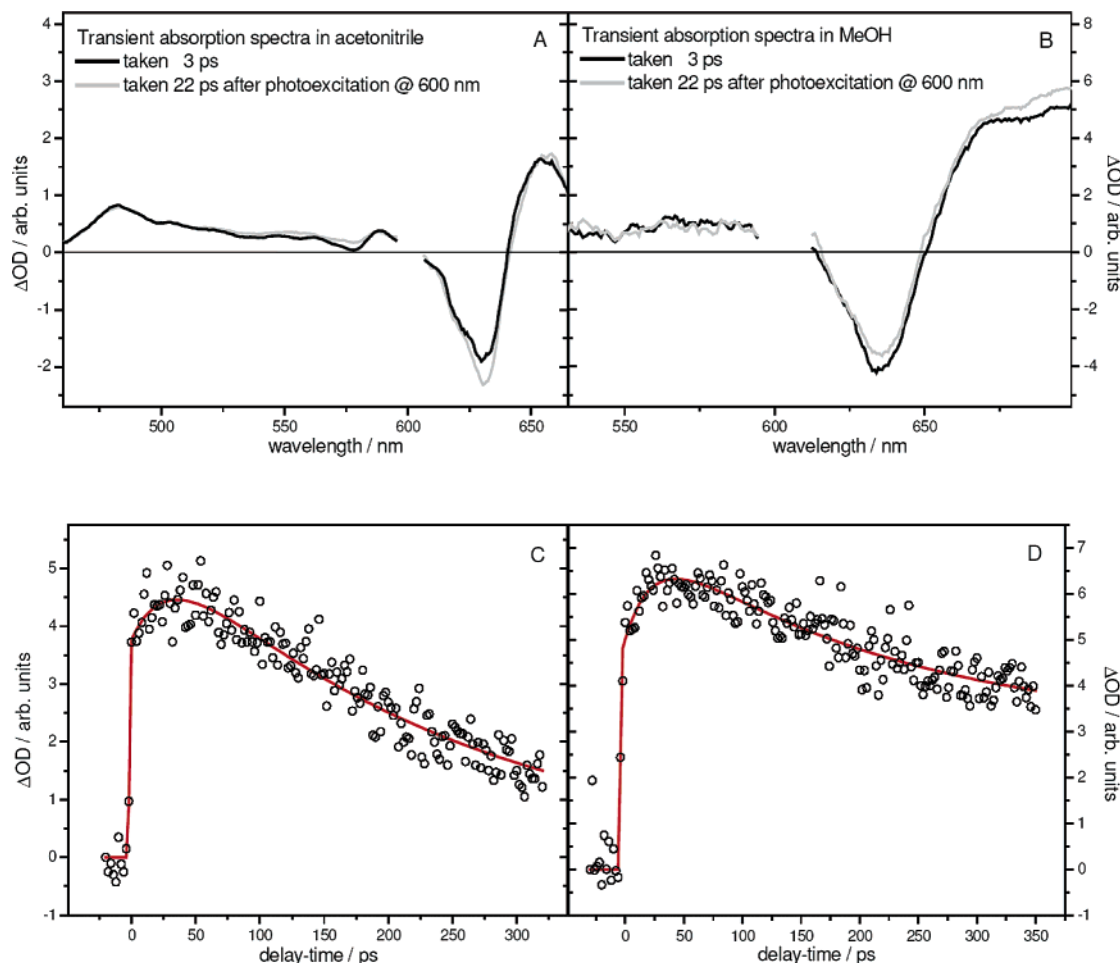 Transient absorption spectra in acetonitrile
A
taken 3 ps
taken 22 ps after photoexcitation @ 600 nm
4
3
2
1
0
-1
-2
ΔOD / arb. units
500
550
600
650
wavelength / nm
Transient absorption spectra in MeOH
B
taken 3 ps
taken 22 ps after photoexcitation @ 600 nm
8
6
4
2
0
-2
-4
ΔOD / arb. units
550
600
650
wavelength / nm
C
5
4
3
2
1
0
-1
ΔOD / arb. units
0
50
100
150
200
250
300
delay-time / ps
D
7
6
5
4
3
2
1
0
-1
ΔOD / arb. units
0
50
100
150
200
250
300
350
delay-time / ps